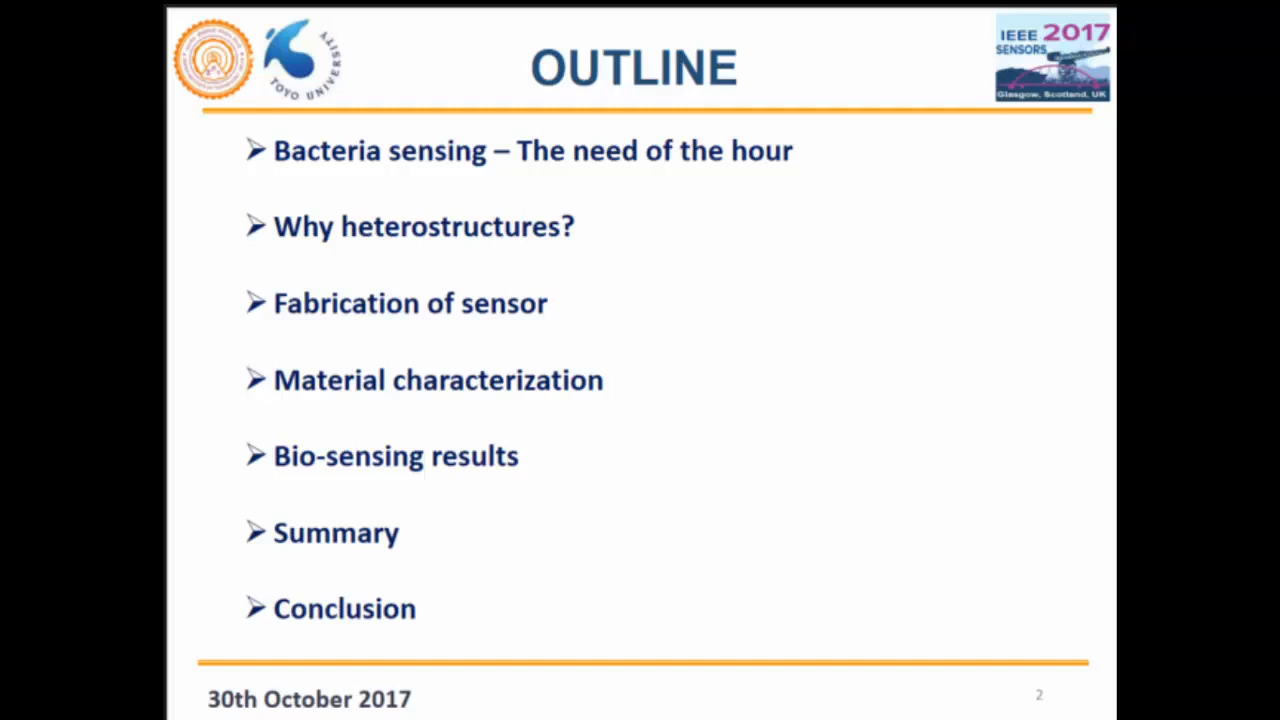 TOYO UNIVERSITY
OUTLINE
IEEE 2017
SENSORS
Glasgow, Scotland, UK
➢ Bacteria sensing – The need of the hour
➢ Why heterostructures?
➢ Fabrication of sensor
➢ Material characterization
➢ Bio-sensing results
➢ Summary
➢ Conclusion
30th October 2017
2